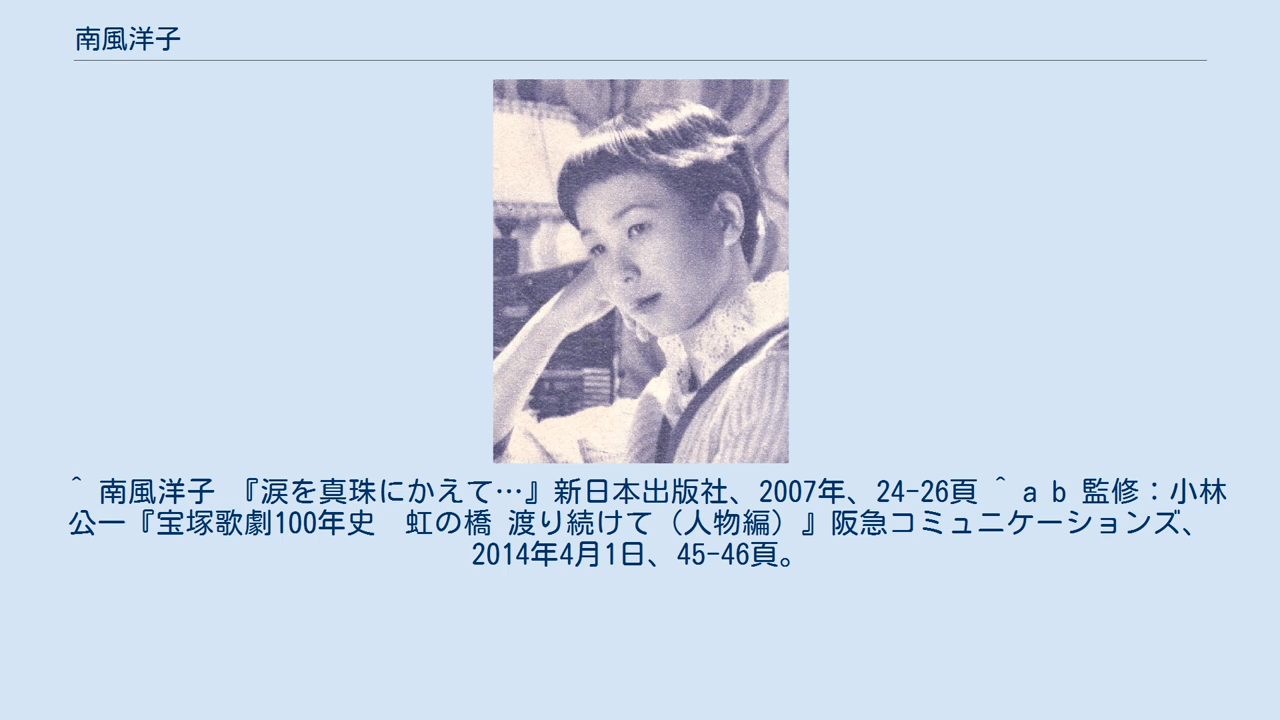 南風洋子
^ 南風洋子 『涙を真珠にかえて…』新日本出版社、2007年、24-26頁 ^ a b 監修：小林
公一『宝塚歌劇100年史　虹の橋 渡り続けて（人物編）』阪急コミュニケーションズ、
2014年4月1日、45-46頁。